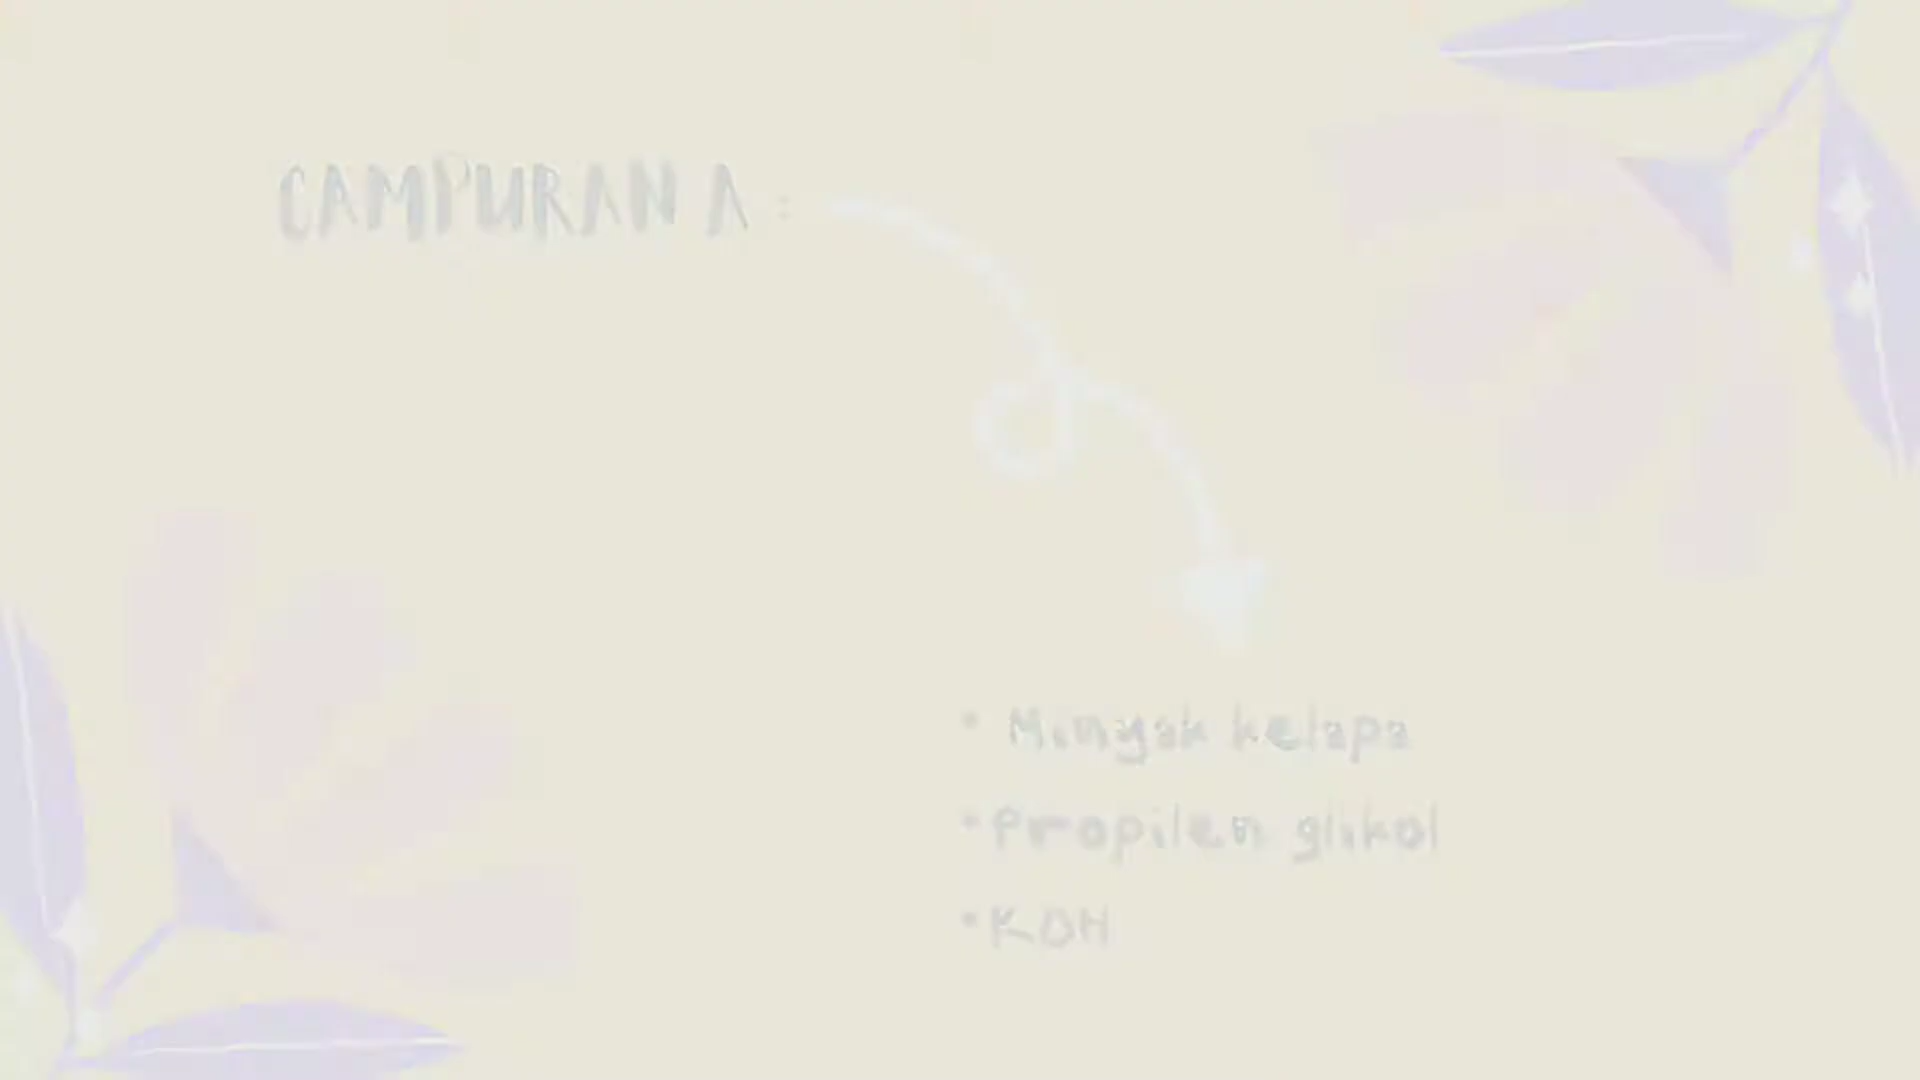 CAMPURAN A :
• Minyak kelapa
• Propilen glikol
• KOH